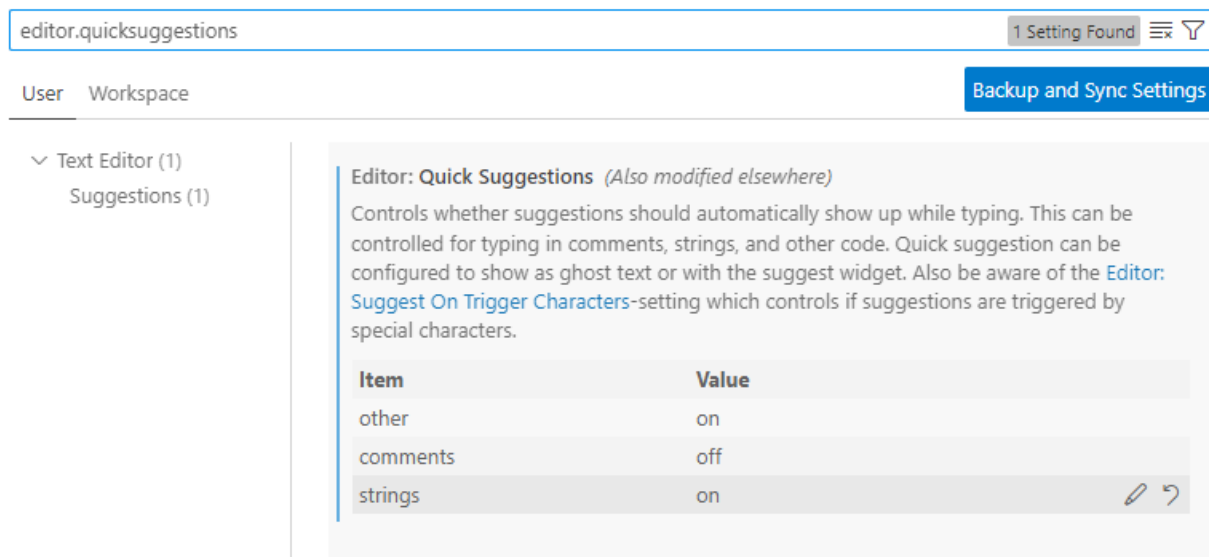 editor.quicksuggestions
1 Setting Found
User Workspace
Backup and Sync Settings
Text Editor (1)
Suggestions (1)
Editor: Quick Suggestions (Also modified elsewhere)
Controls whether suggestions should automatically show up while typing. This can be
controlled for typing in comments, strings, and other code. Quick suggestion can be
configured to show as ghost text or with the suggest widget. Also be aware of the Editor:
Suggest On Trigger Characters-setting which controls if suggestions are triggered by
special characters.
Item Value
other on
comments off
strings on